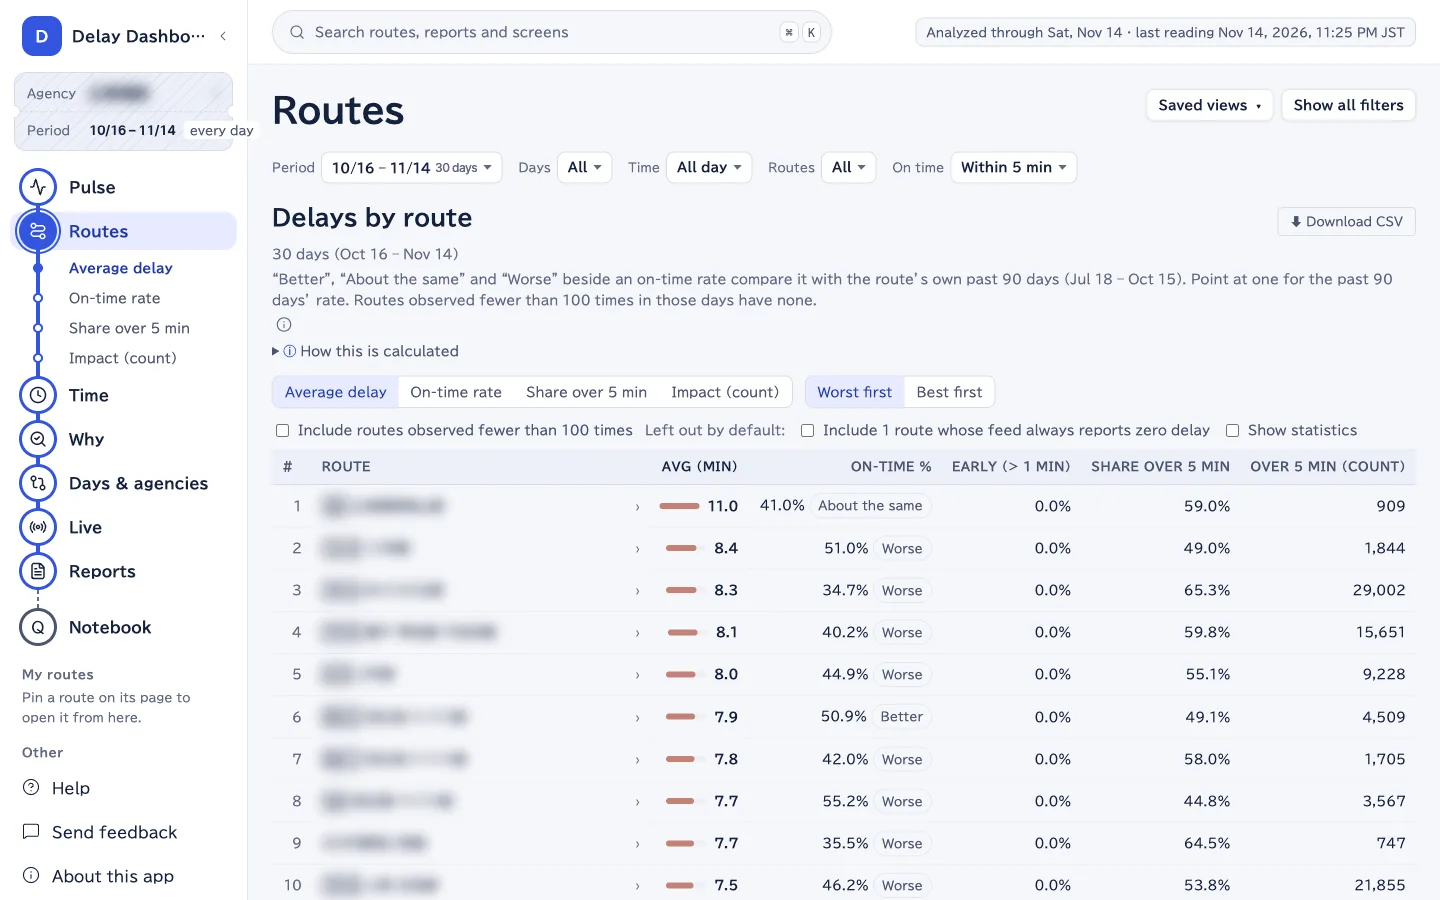 D Delay Dashbo···
Agency
Period 10/16 – 11/14 every day
Pulse
Routes
Average delay
On-time rate
Share over 5 min
Impact (count)
Time
Why
Days & agencies
Live
Reports
Q Notebook
My routes
Pin a route on its page to
open it from here.
Other
Help
Send feedback
About this app
Search routes, reports and screens ⌘ K
Analyzed through Sat, Nov 14 · last reading Nov 14, 2026, 11:25 PM JST
Routes
Saved views
Show all filters
Period 10/16 – 11/14 30 days Days All Time All day Routes All On time Within 5 min
Delays by route
Download CSV
30 days (Oct 16 – Nov 14)
“Better”, “About the same” and “Worse” beside an on-time rate compare it with the route’s own past 90 days (Jul 18 – Oct 15). Point at one for the past 90
days’ rate. Routes observed fewer than 100 times in those days have none.
How this is calculated
Average delay On-time rate Share over 5 min Impact (count) Worst first Best first
Include routes observed fewer than 100 times Left out by default: Include 1 route whose feed always reports zero delay Show statistics
# ROUTE AVG (MIN) ON-TIME % EARLY (> 1 MIN) SHARE OVER 5 MIN OVER 5 MIN (COUNT)
1 › 11.0 41.0% About the same 0.0% 59.0% 909
2 › 8.4 51.0% Worse 0.0% 49.0% 1,844
3 › 8.3 34.7% Worse 0.0% 65.3% 29,002
4 › 8.1 40.2% Worse 0.0% 59.8% 15,651
5 › 8.0 44.9% Worse 0.0% 55.1% 9,228
6 › 7.9 50.9% Better 0.0% 49.1% 4,509
7 › 7.8 42.0% Worse 0.0% 58.0% 1,705
8 › 7.7 55.2% Worse 0.0% 44.8% 3,567
9 › 7.7 35.5% Worse 0.0% 64.5% 747
10 › 7.5 46.2% Worse 0.0% 53.8% 21,855